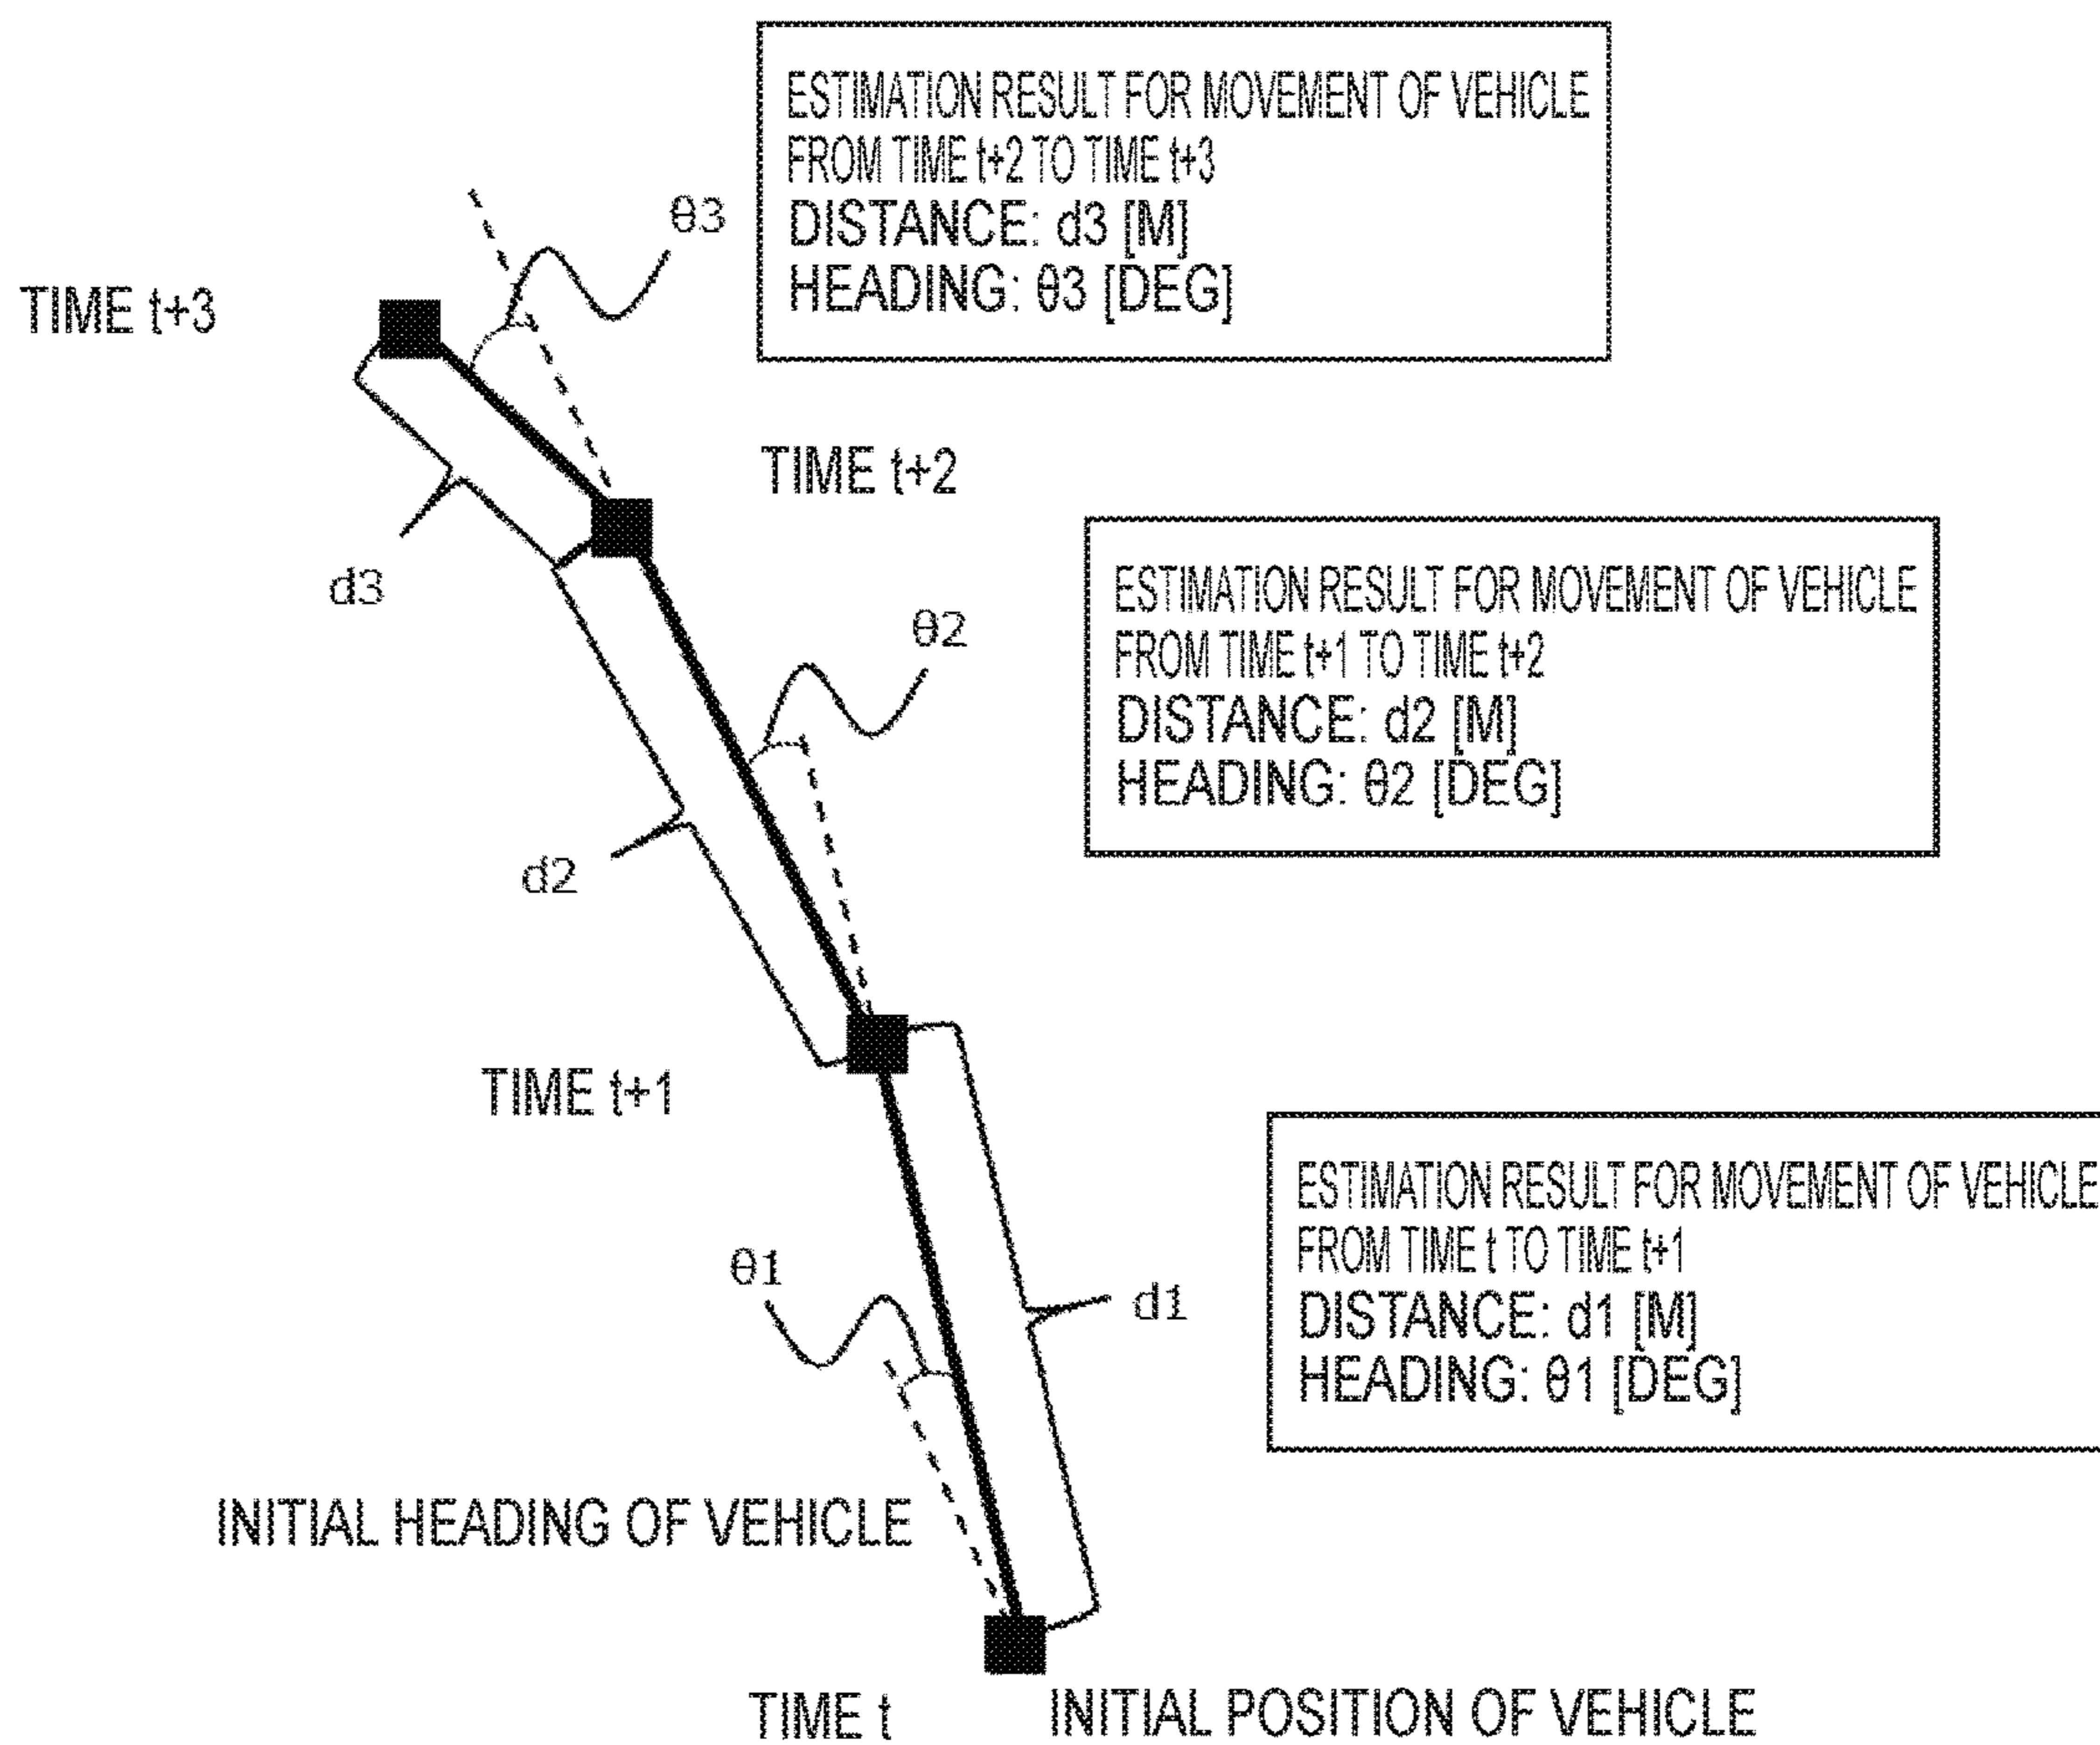 ESTIMATION RESULT FOR MOVEMENT OF VEHICLE
FROM TIME t+2 TO TIME t+3
DISTANCE: d3 [M]
HEADING: θ3 [DEG]
θ3
TIME t+3
TIME t+2
d3
ESTIMATION RESULT FOR MOVEMENT OF VEHICLE
FROM TIME t+1 TO TIME t+2
DISTANCE: d2 [M]
HEADING: θ2 [DEG]
θ2
d2
TIME t+1
ESTIMATION RESULT FOR MOVEMENT OF VEHICLE
FROM TIME t TO TIME t+1
DISTANCE: d1 [M]
HEADING: θ1 [DEG]
θ1
d1
INITIAL HEADING OF VEHICLE
TIME t
INITIAL POSITION OF VEHICLE